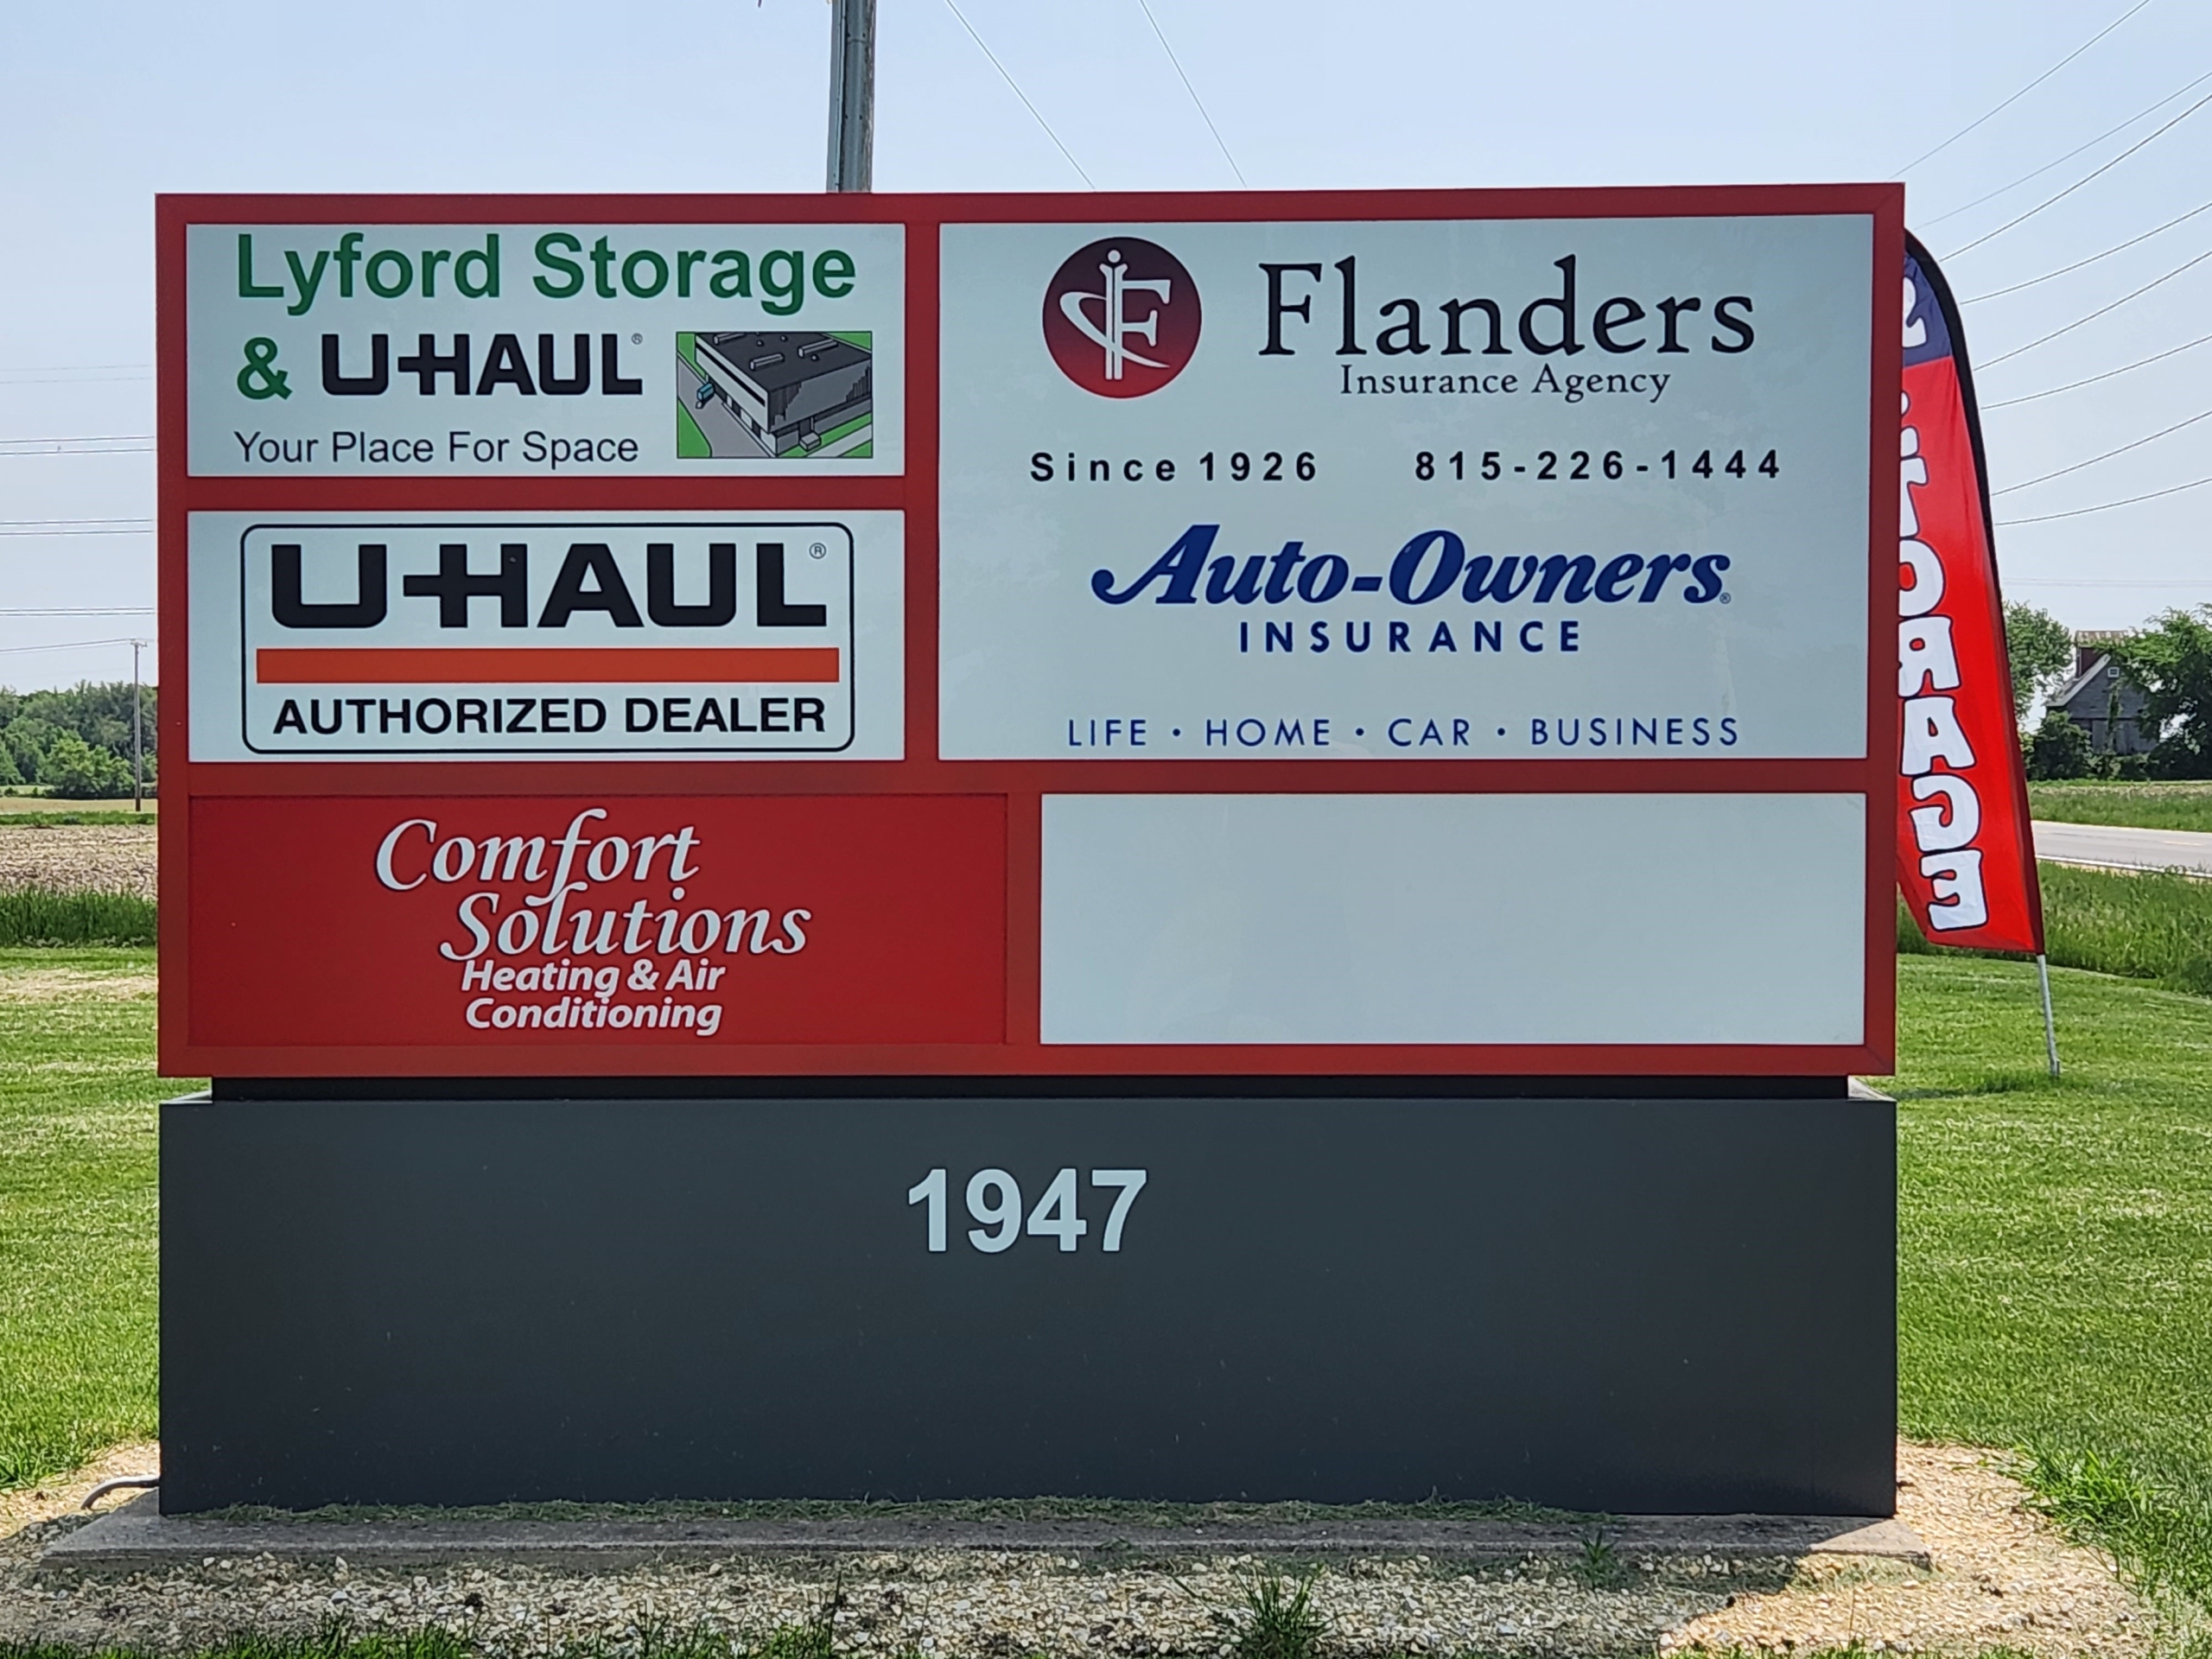 Lyford Storage
& U-HAUL®
Your Place For Space
U-HAUL®
AUTHORIZED DEALER
Flanders
Insurance Agency
Since 1926 815-226-1444
Auto-Owners®
INSURANCE
LIFE • HOME • CAR • BUSINESS
Comfort
Solutions
Heating & Air
Conditioning
1947
STORAGE